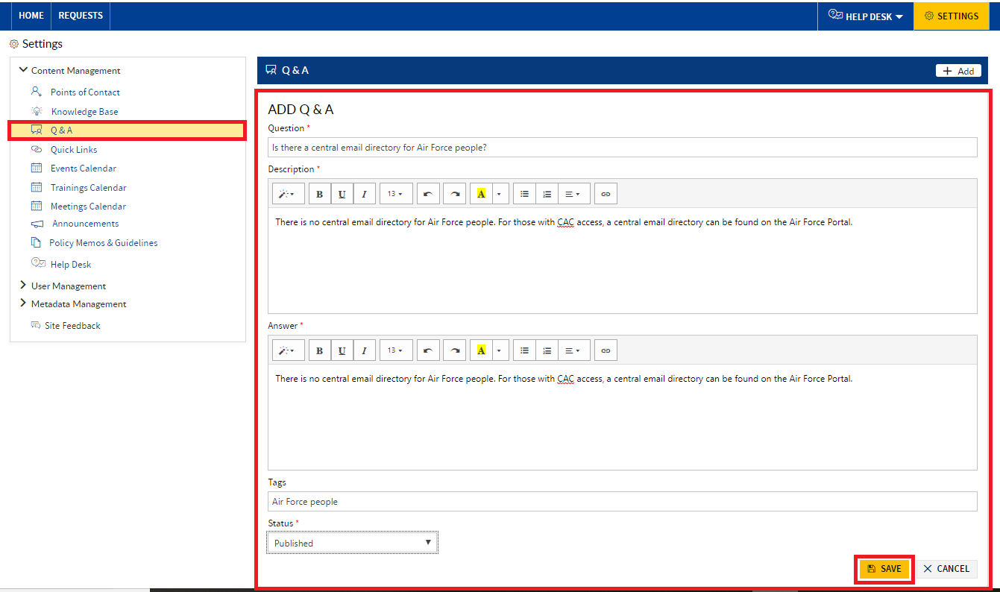 HOME REQUESTS HELP DESK SETTINGS
Settings
Content Management
Points of Contact
Knowledge Base
Q & A
Quick Links
Events Calendar
Trainings Calendar
Meetings Calendar
Announcements
Policy Memos & Guidelines
Help Desk
User Management
Metadata Management
Site Feedback
Q & A + Add
ADD Q & A
Question *
Is there a central email directory for Air Force people?
Description *
B U I 13 A
There is no central email directory for Air Force people. For those with CAC access, a central email directory can be found on the Air Force Portal.
Answer *
B U I 13 A
There is no central email directory for Air Force people. For those with CAC access, a central email directory can be found on the Air Force Portal.
Tags
Air Force people
Status *
Published
SAVE CANCEL